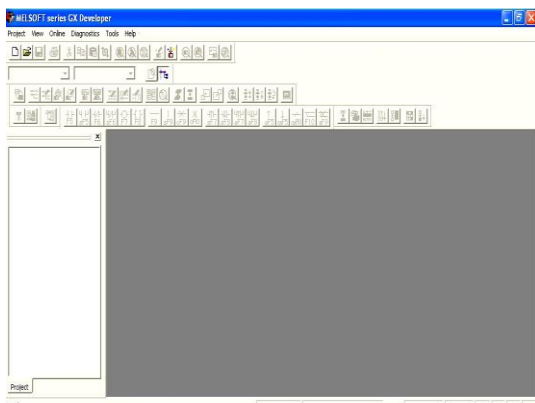 MELSOFT series GX Developer
Project View Online Diagnostics Tools Help
Project